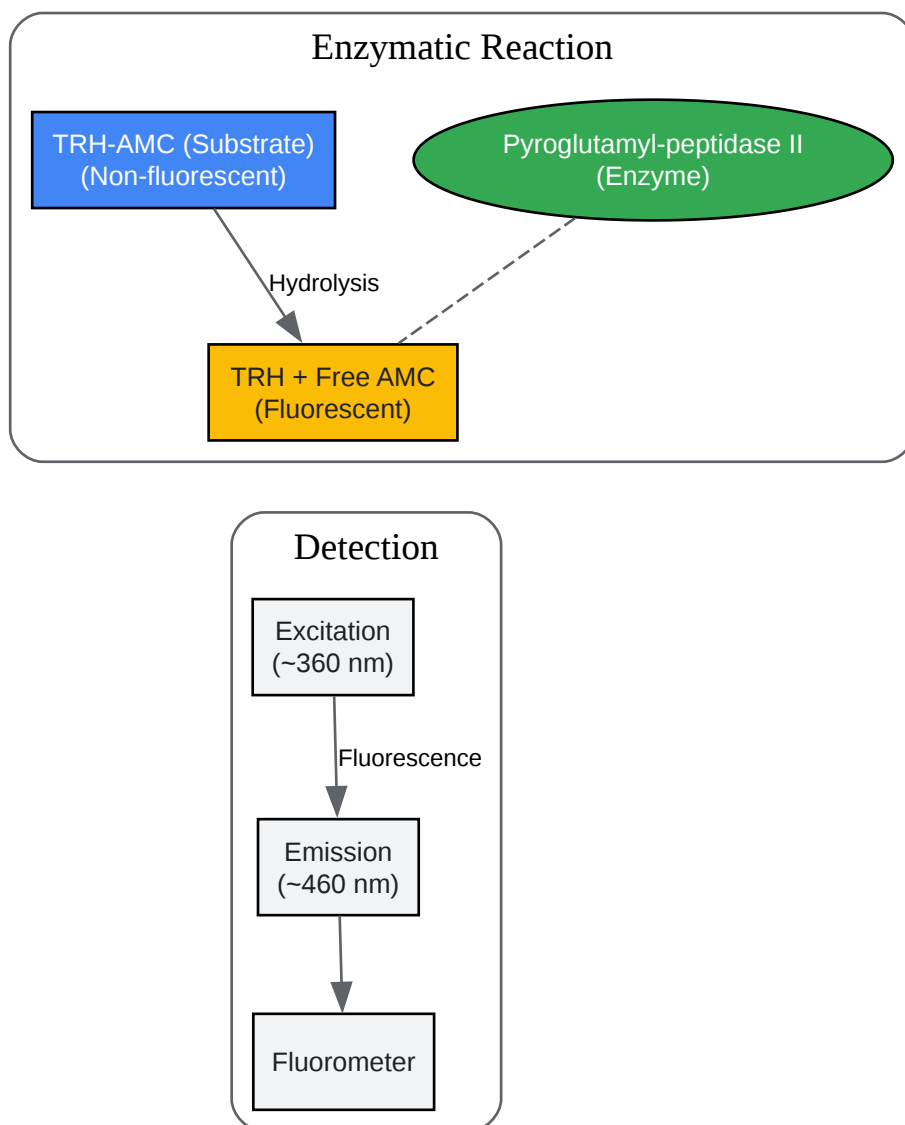 Enzymatic Reaction
TRH-AMC (Substrate)
(Non-fluorescent)
Pyroglutamyl-peptidase II
(Enzyme)
Hydrolysis
TRH + Free AMC
(Fluorescent)
Detection
Excitation
(~360 nm)
Fluorescence
Emission
(~460 nm)
Fluorometer